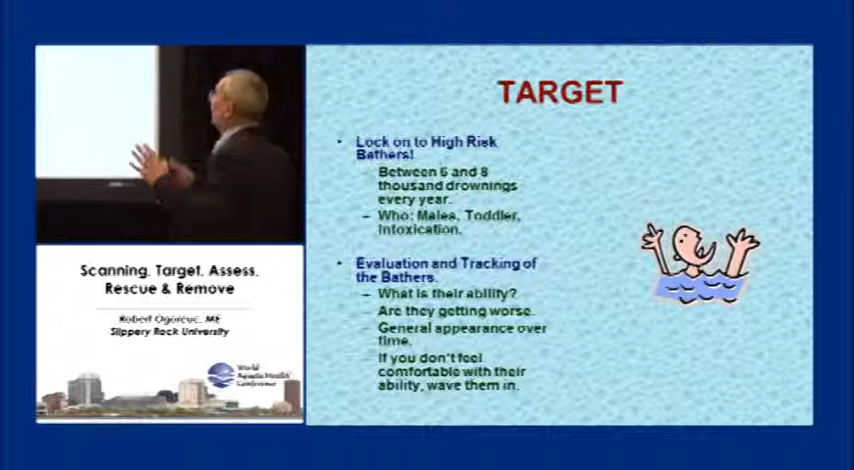 TARGET
• Lock on to High Risk
Bathers!
Between 6 and 8
thousand drownings
every year.
– Who: Males, Toddler,
Intoxication.
• Evaluation and Tracking of
the Bathers.
– What is their ability?
Are they getting worse.
General appearance over
time.
If you don't feel
comfortable with their
ability, wave them in.
Scanning, Target, Assess,
Rescue & Remove
Robert Ogoreuc, ME
Slippery Rock University
World
Aquatic Health
Conference